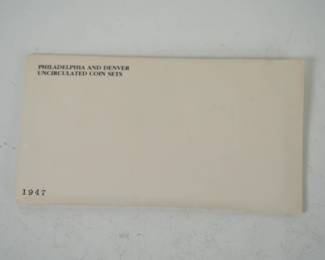 PHILADELPHIA AND DENVER
UNCIRCULATED COIN SETS
1947